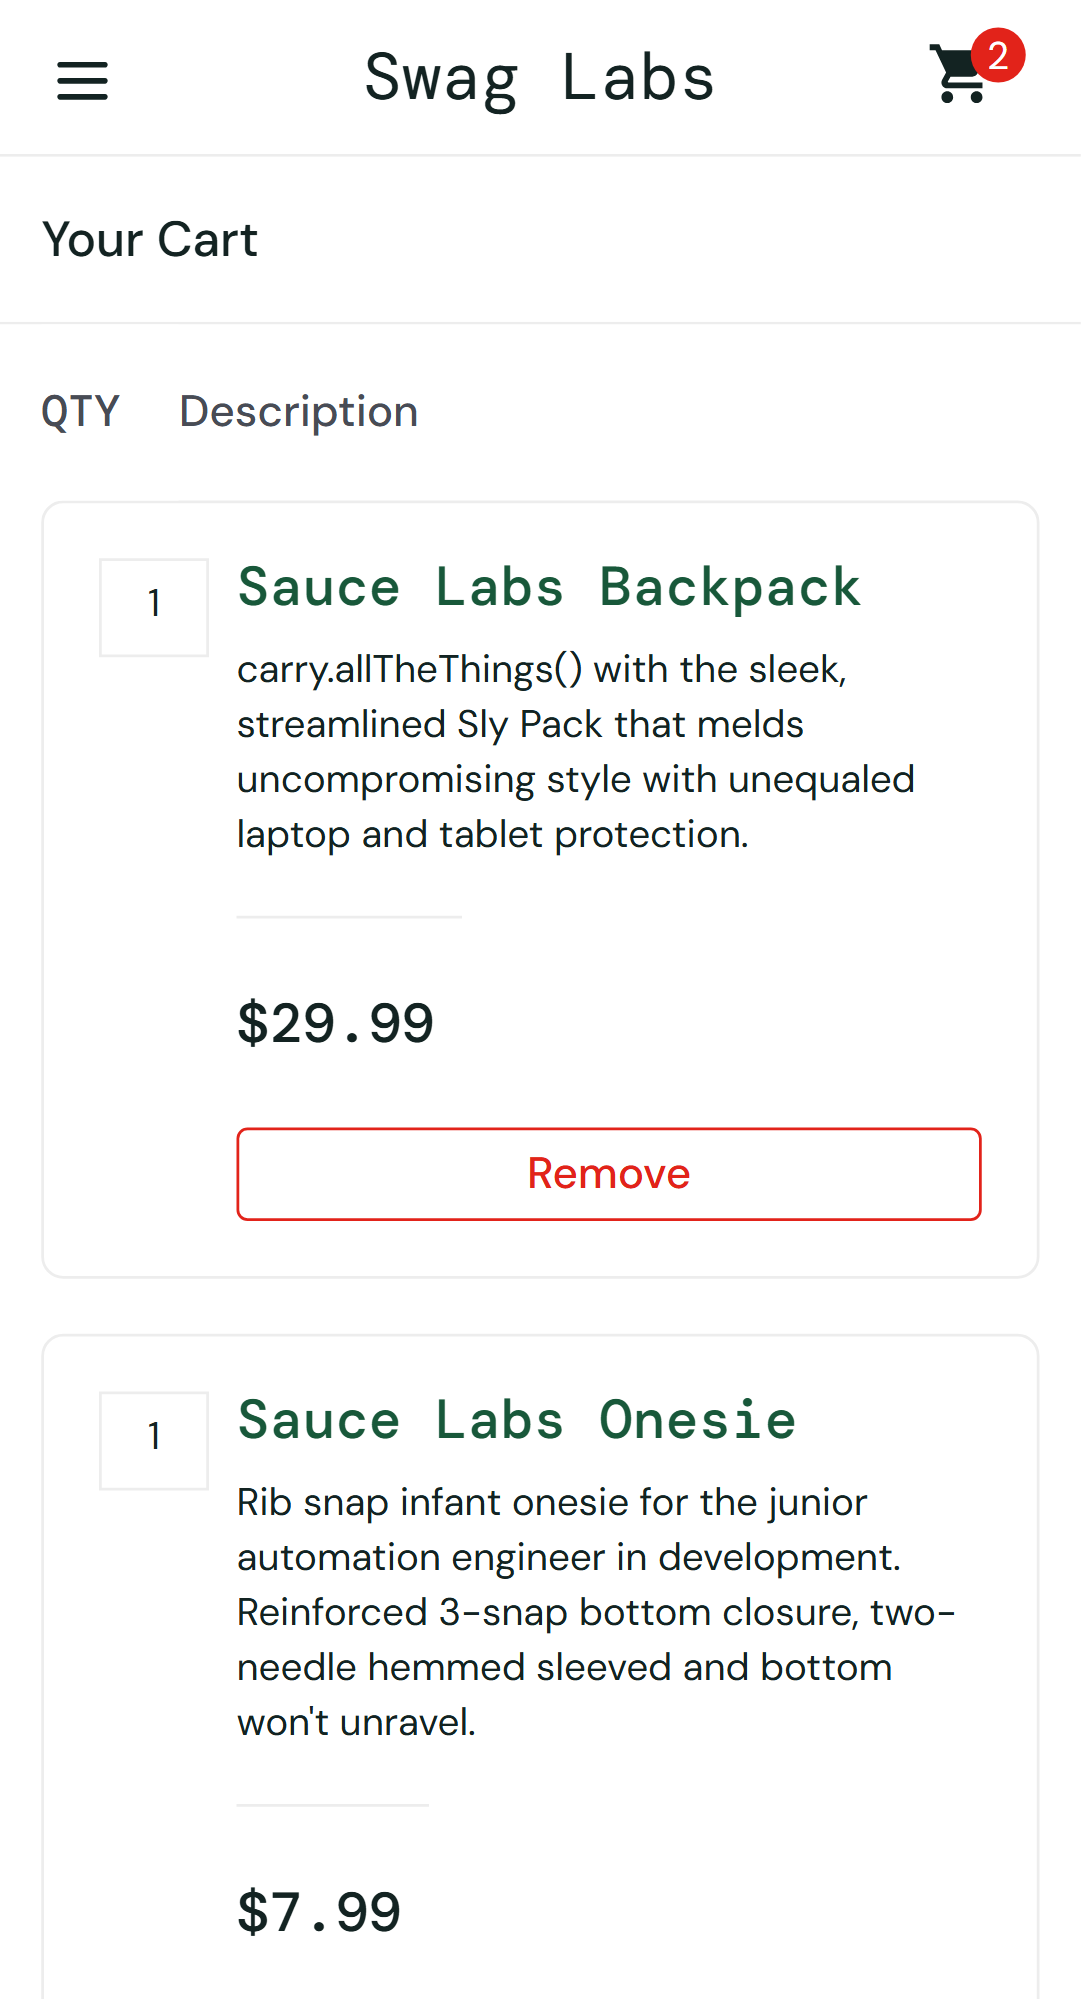 Swag Labs
2
Your Cart
QTY Description
1
Sauce Labs Backpack
carry.allTheThings() with the sleek,
streamlined Sly Pack that melds
uncompromising style with unequaled
laptop and tablet protection.
$29.99
Remove
1
Sauce Labs Onesie
Rib snap infant onesie for the junior
automation engineer in development.
Reinforced 3-snap bottom closure, two-
needle hemmed sleeved and bottom
won't unravel.
$7.99